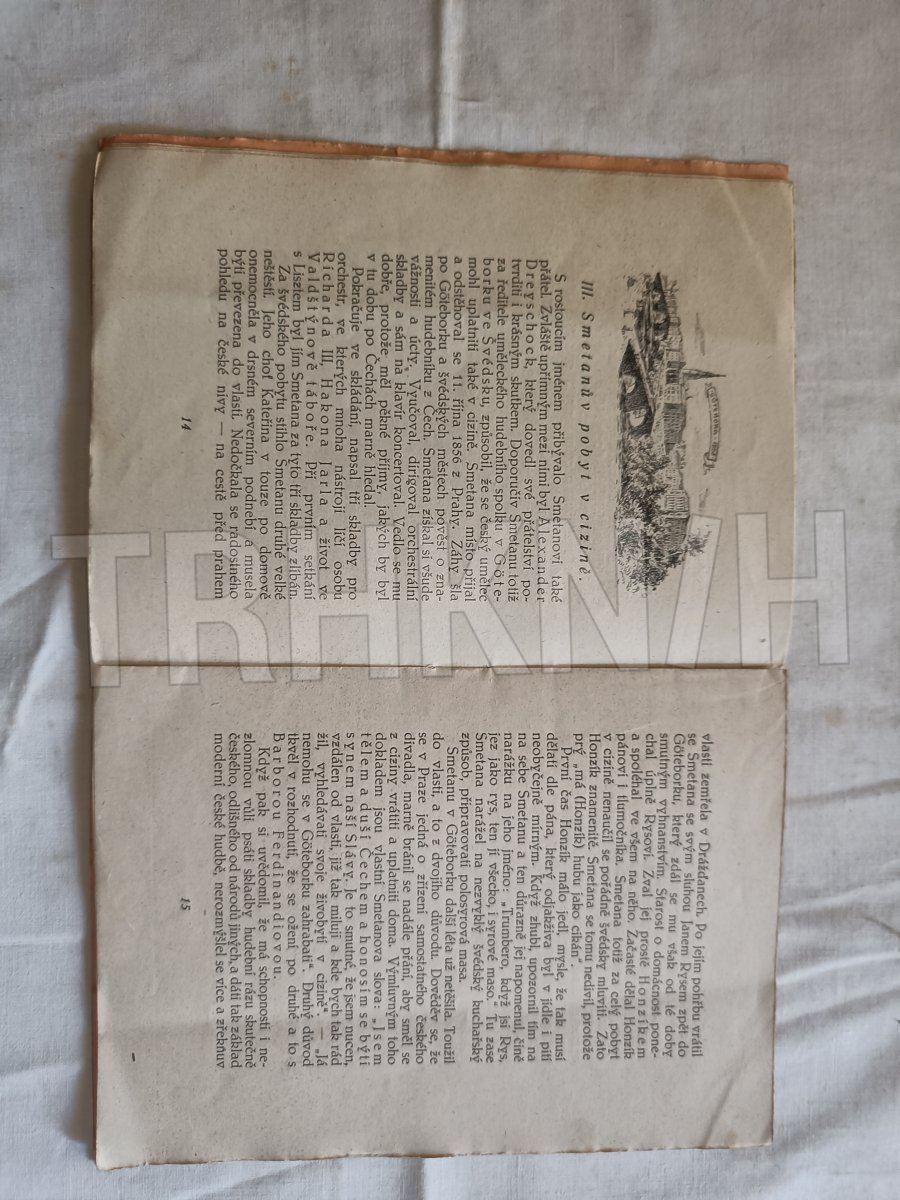 GÖTEBORG
III. Smetanův pobyt v cizině.
S rostoucím jménem přibývalo Smetanovi také
přátel. Zvláště upřímným mezi nimi byl Alexander
Dreyschock, který dovedl své přátelství po-
tvrditi i krásným skutkem. Doporučiv Smetanu totiž
za ředitele uměleckého hudebního spolku v Göte-
borku ve Švédsku, způsobil, že se český umělec
mohl uplatniti také v cizině. Smetana místo přijal
a odstěhoval se 11. října 1856 z Prahy. Záhy šla
po Göteborku a švédských městech pověst o zna-
menitém hudebníku z Čech. Smetana získal si všude
vážnosti a úcty. Vyučoval, dirigoval orchestrální
skladby a sám na klavír koncertoval. Vedlo se mu
dobře, protože měl pěkné příjmy, jakých by byl
v tu dobu po Čechách marně hledal.
Pokračuje ve skládání, napsal tři skladby pro
orchestr, ve kterých mnoha nástroji líčí osobu
Richarda III, Hakona Jarla a život ve
Valdštýnově táboře. Při prvním setkání
s Lisztem byl jím Smetana za tyto tři skladby zlíbán.
Za švédského pobytu stihlo Smetanu druhé velké
neštěstí. Jeho choť Kateřina v touze po domově
onemocněla v drsném severním podnebí a musela
býti převezena do vlasti. Nedočkala se radostného
pohledu na české nivy — na cestě před prahem
14
vlasti zemřela v Drážďanech. Po jejím pohřbu vrátil
se Smetana se svým sluhou Janem Rysem zpět do
Göteborku, který zdál se mu však od té doby
smutným vyhnanstvím. Starost o domácnost pone-
chal úplně Rysovi. Zval jej prostě Honzíkem
a spoléhal ve všem na něho. Začasté dělal Honzík
pánovi i tlumočníka. Smetana totiž za celý pobyt
v cizině nenaučil se pořádně švédsky mluviti. Zato
Honzík znamenitě. Smetana se tomu nedivil, protože
prý „má (Honzík) hubu jako cikán“.
První čas Honzík málo jedl, mysle, že tak musí
dělati dle pána, který odjakživa byl v jídle i pití
neobyčejně mírným. Když zhubl, upozornil tím na
na sebe Smetanu a ten důrazně jej napomenul, čině
narážku na jeho jméno: „Trumbero, když jsi Rys,
jez jako rys, ten jí všecko, i syrové maso.“ Tu zase
Smetana narážel na nezvyklý švédský kuchařský
způsob, připravovati polosyrová masa.
Smetanu v Göteborku další léta už netěšila. Toužil
do vlasti, a to z dvojího důvodu. Dověděv se, že
se v Praze jedná o zřízení samostatného českého
divadla, marně bránil se nadále přání, aby směl se
z ciziny vrátiti a uplatniti doma. Výmluvným toho
dokladem jsou vlastní Smetanova slova: „Jsem
tělem a duší Čechem a honosím se býti
synem naší Slávy. Je to smutné, že jsem nucen,
vzdálen od vlasti, již tak miluji a kde bych tak rád
žil, vyhledávati svoje živobytí v cizině“. — „Já
nemohu se v Göteborku zahrabati“. Druhý důvod
tkvěl v rozhodnutí, že se ožení po druhé a to s
Barborou Ferdinandiovou.
Když pak si uvědomil, že má schopnosti i ne-
zlomnou vůli psáti skladby hudební rázu skutečně
českého, odlišného od národů jiných, a dáti tak základ
moderní české hudbě, nerozmýšlel se více a zřeknuv
15
TRHKNIH